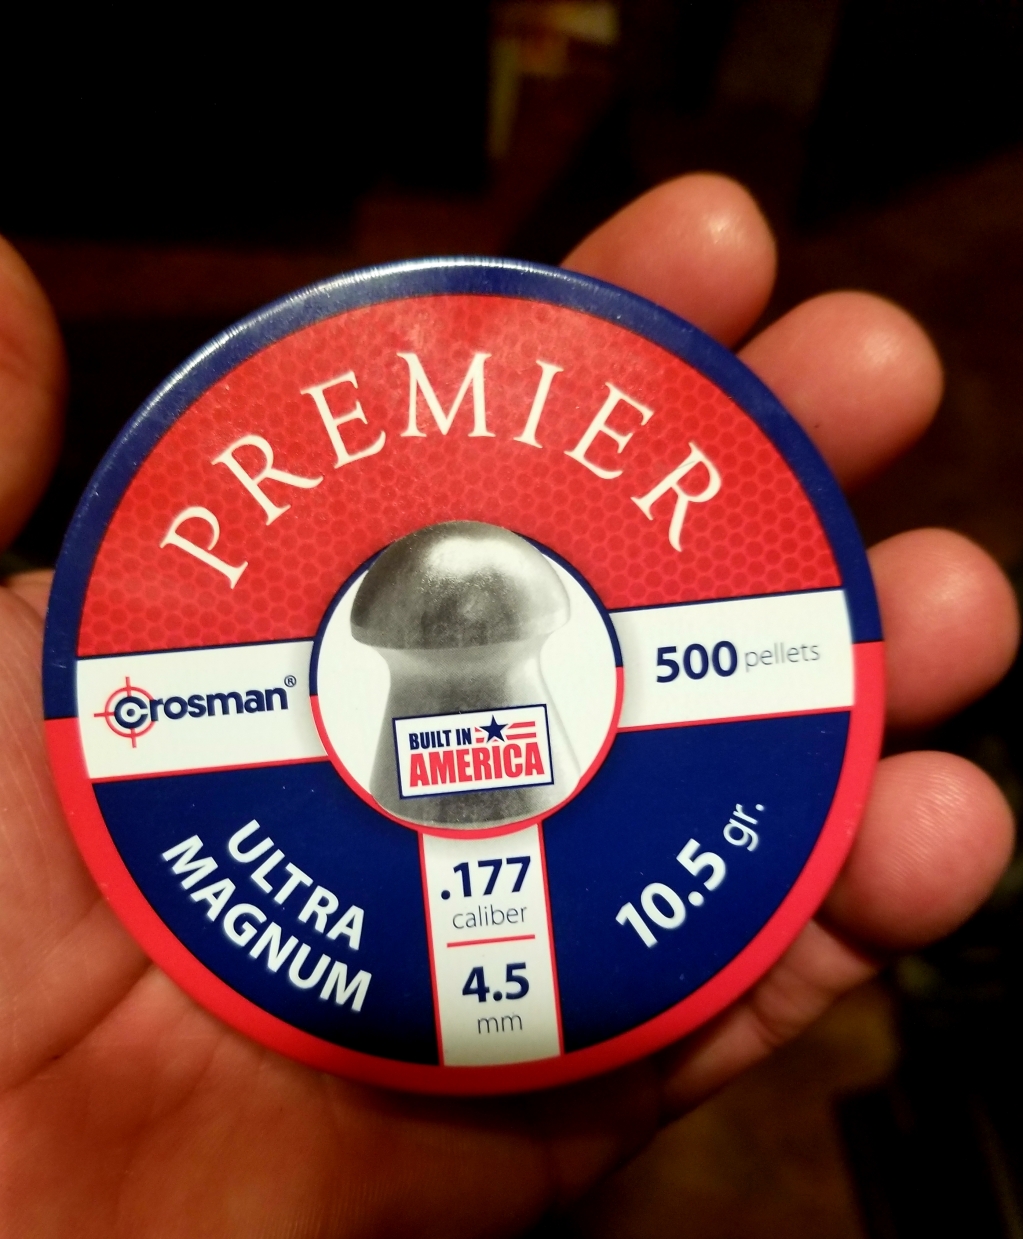 PREMIER
crosman®
500 pellets
BUILT IN
AMERICA
ULTRA
MAGNUM
.177
caliber
4.5
mm
10.5 gr.